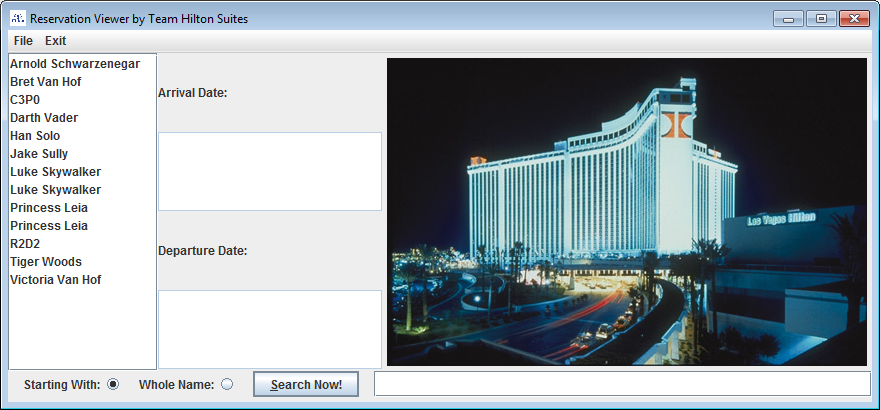 Reservation Viewer by Team Hilton Suites
File Exit
Arnold Schwarzenegar
Bret Van Hof
C3P0
Darth Vader
Han Solo
Jake Sully
Luke Skywalker
Luke Skywalker
Princess Leia
Princess Leia
R2D2
Tiger Woods
Victoria Van Hof
Arrival Date:
Departure Date:
Las Vegas Hilton
Starting With: Whole Name: Search Now!